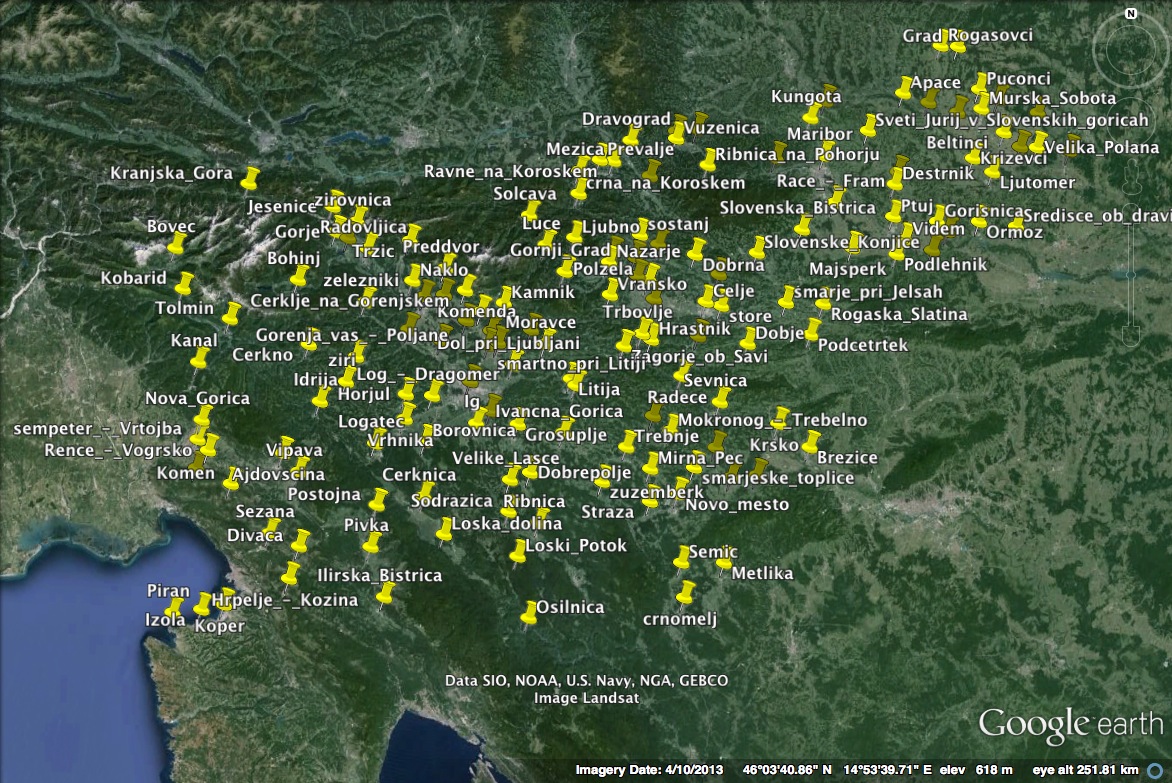 N
Grad Rogasovci
Apace
Puconci
Kungota
Murska_Sobota
Dravograd
Vuzenica
Sveti_Jurij_v_Slovenskih_goricah
Maribor
Mezica
Prevalje
Ribnica_na_Pohorju
Beltinci
Velika_Polana
Krizevci
Kranjska_Gora
Ravne_na_Koroskem
crna_na_Koroskem
Race_-_Fram
Destrnik
Ljutomer
Solcava
Jesenice
zirovnica
Slovenska_Bistrica
Ptuj
Gorisnica
Sredisce_ob_dravi
Bovec
Gorje
Radovljica
Luce
Ljubno
sostanj
Videm
Ormoz
Trzic
Preddvor
Gornji_Grad
Nazarje
Slovenske_Konjice
Bohinj
Naklo
Polzela
Dobrna
Majsperk
Podlehnik
Kobarid
zelezniki
Vransko
Kamnik
Celje
smarje_pri_Jelsah
Tolmin
Cerklje_na_Gorenjskem
Komenda
Moravce
Trbovlje
store
Rogaska_Slatina
Kanal
Gorenja_vas_-_Poljane
Dol_pri_Ljubljani
Hrastnik
Dobje
Podcetrtek
Cerkno
ziri
smartno_pri_Litiji
zagorje_ob_Savi
Idrija
Log_-_Dragomer
Litija
Sevnica
Nova_Gorica
Horjul
Ig
Radece
Ivancna_Gorica
Logatec
Mokronog_-_Trebelno
sempeter_-_Vrtojba
Vrhnika
Borovnica
Grosuplje
Trebnje
Krsko
Rence_-_Vogrsko
Vipava
Velike_Lasce
Mirna_Pec
Brezice
Komen
Ajdovscina
Cerknica
Dobrepolje
smarjeske_toplice
Postojna
Sodrazica
Ribnica
zuzemberk
Novo_mesto
Sezana
Pivka
Loska_dolina
Straza
Divaca
Loski_Potok
Semic
Ilirska_Bistrica
Metlika
Piran
Hrpelje_-_Kozina
Osilnica
Izola
Koper
crnomelj
Data SIO, NOAA, U.S. Navy, NGA, GEBCO
Image Landsat
Google earth
Imagery Date: 4/10/2013 46°03'40.86" N 14°53'39.71" E elev 618 m eye alt 251.81 km